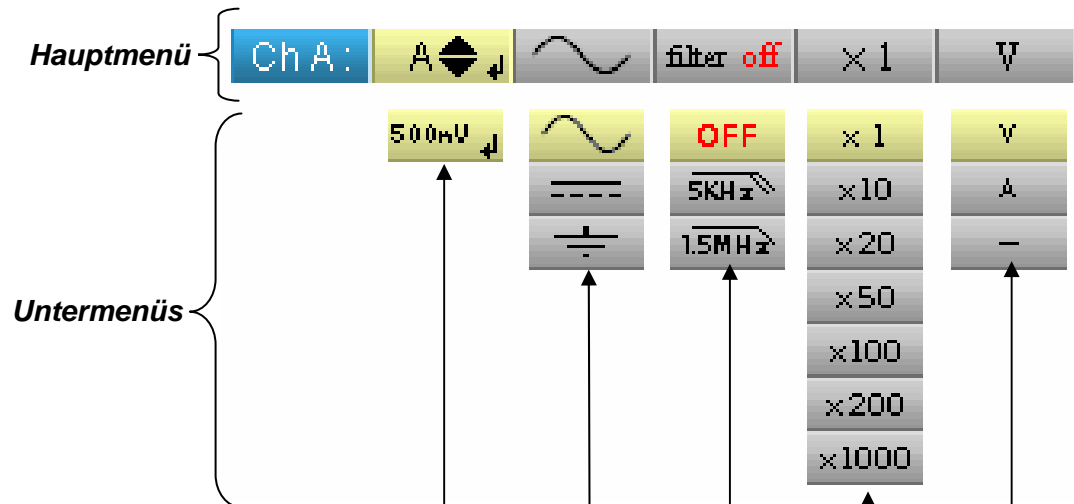 Hauptmenü
Ch A: A filter off × 1 V
Untermenüs
500mV OFF × 1 V
5KHz ×10 A
1.5MHz ×20 –
×50
×100
×200
×1000